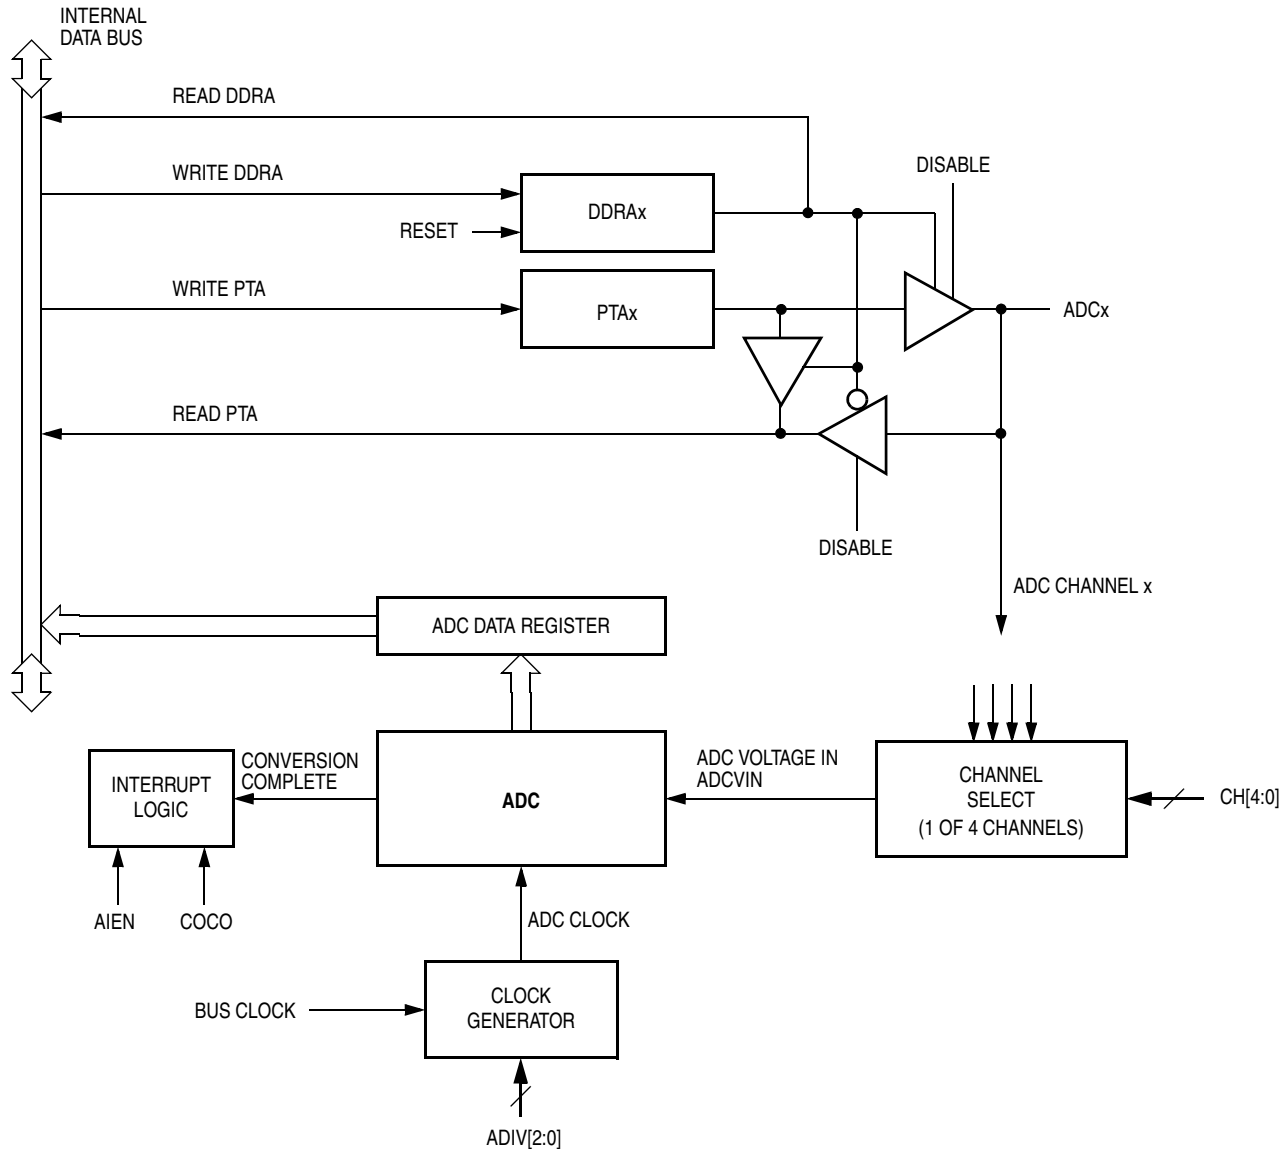 INTERNAL
DATA BUS
READ DDRA
WRITE DDRA
DISABLE
DDRAx
RESET
WRITE PTA
PTAx
ADCx
READ PTA
DISABLE
ADC CHANNEL x
ADC DATA REGISTER
INTERRUPT
LOGIC
CONVERSION
COMPLETE
ADC
ADC VOLTAGE IN
ADCVIN
CHANNEL
SELECT
(1 OF 4 CHANNELS)
CH[4:0]
AIEN
COCO
ADC CLOCK
BUS CLOCK
CLOCK
GENERATOR
ADIV[2:0]